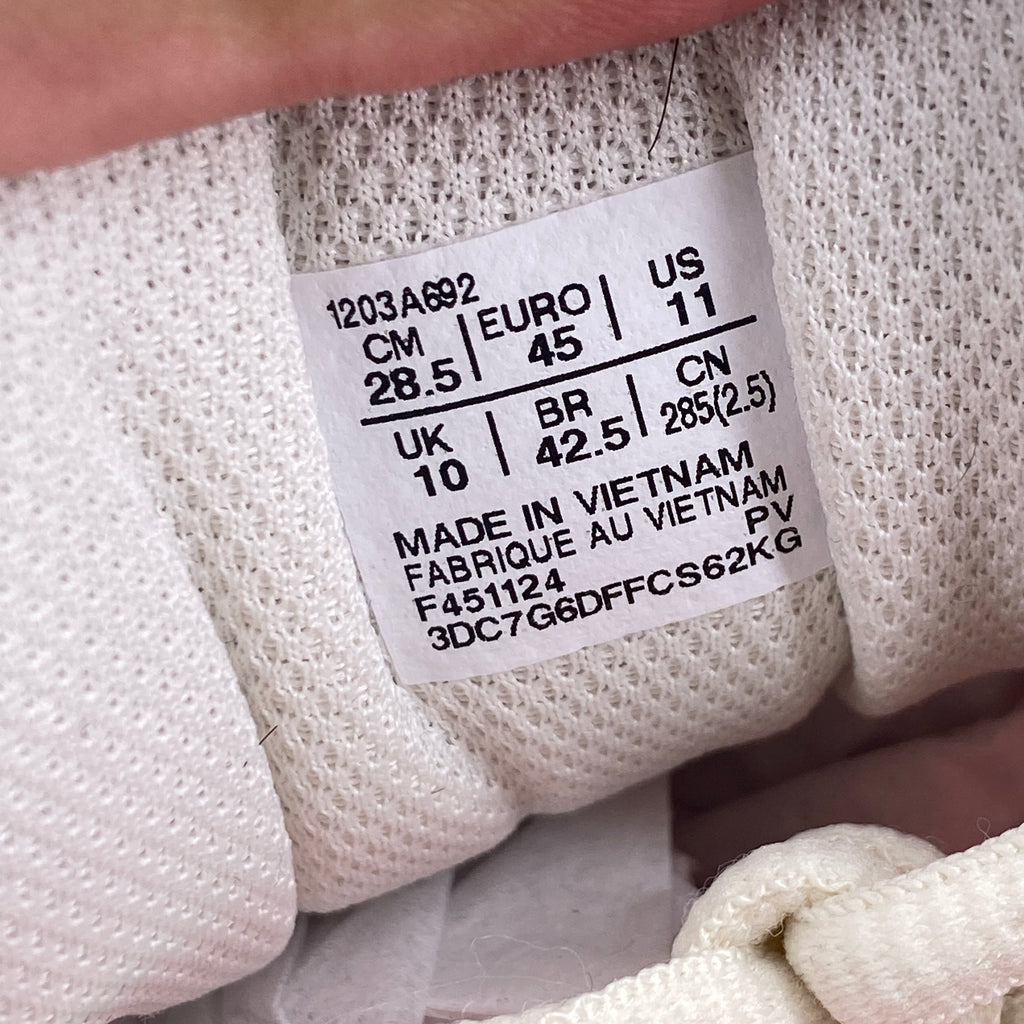 1203A692
CM | EURO | US
28.5 | 45 | 11
UK | BR | CN
10 | 42.5 | 285(2.5)
MADE IN VIETNAM
FABRIQUE AU VIETNAM
PV
F451124
3DC7G6DFFCS62KG